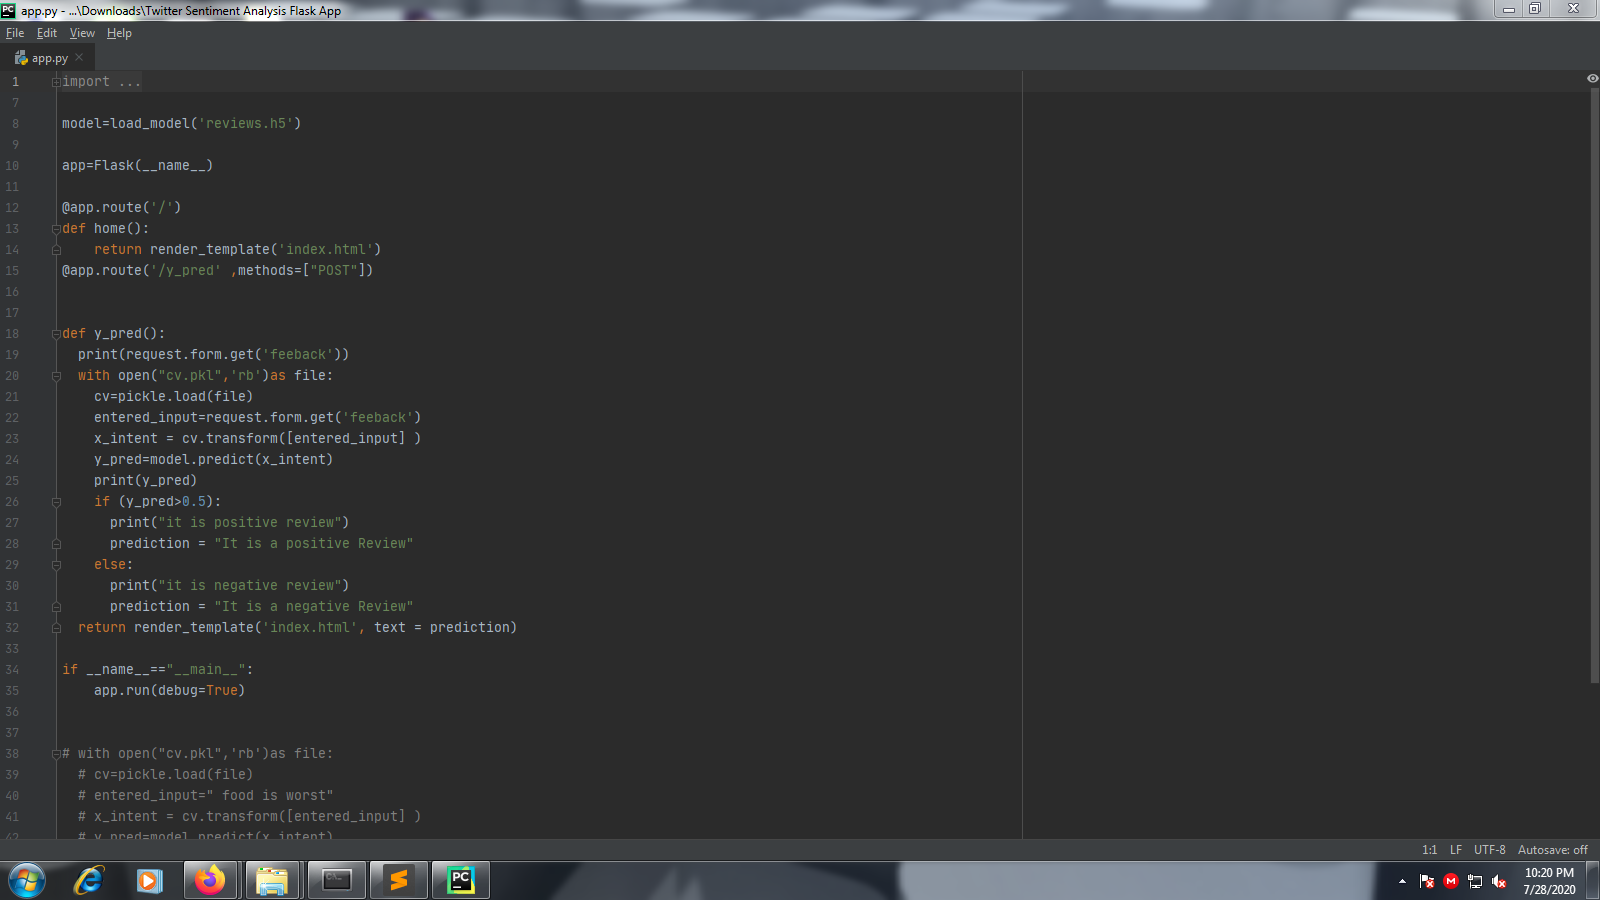 app.py - ...\Downloads\Twitter Sentiment Analysis Flask App
File Edit View Help
app.py
1 import ...
7
8 model=load_model('reviews.h5')
9
10 app=Flask(__name__)
11
12 @app.route('/')
13 def home():
14 return render_template('index.html')
15 @app.route('/y_pred' ,methods=["POST"])
16
17
18 def y_pred():
19 print(request.form.get('feeback'))
20 with open("cv.pkl",'rb')as file:
21 cv=pickle.load(file)
22 entered_input=request.form.get('feeback')
23 x_intent = cv.transform([entered_input] )
24 y_pred=model.predict(x_intent)
25 print(y_pred)
26 if (y_pred>0.5):
27 print("it is positive review")
28 prediction = "It is a positive Review"
29 else:
30 print("it is negative review")
31 prediction = "It is a negative Review"
32 return render_template('index.html', text = prediction)
33
34 if __name__=="__main__":
35 app.run(debug=True)
36
37
38 # with open("cv.pkl",'rb')as file:
39 # cv=pickle.load(file)
40 # entered_input=" food is worst"
41 # x_intent = cv.transform([entered_input] )
42 # y_pred=model.predict(x_intent)
1:1 LF UTF-8 Autosave: off
PC
10:20 PM
7/28/2020